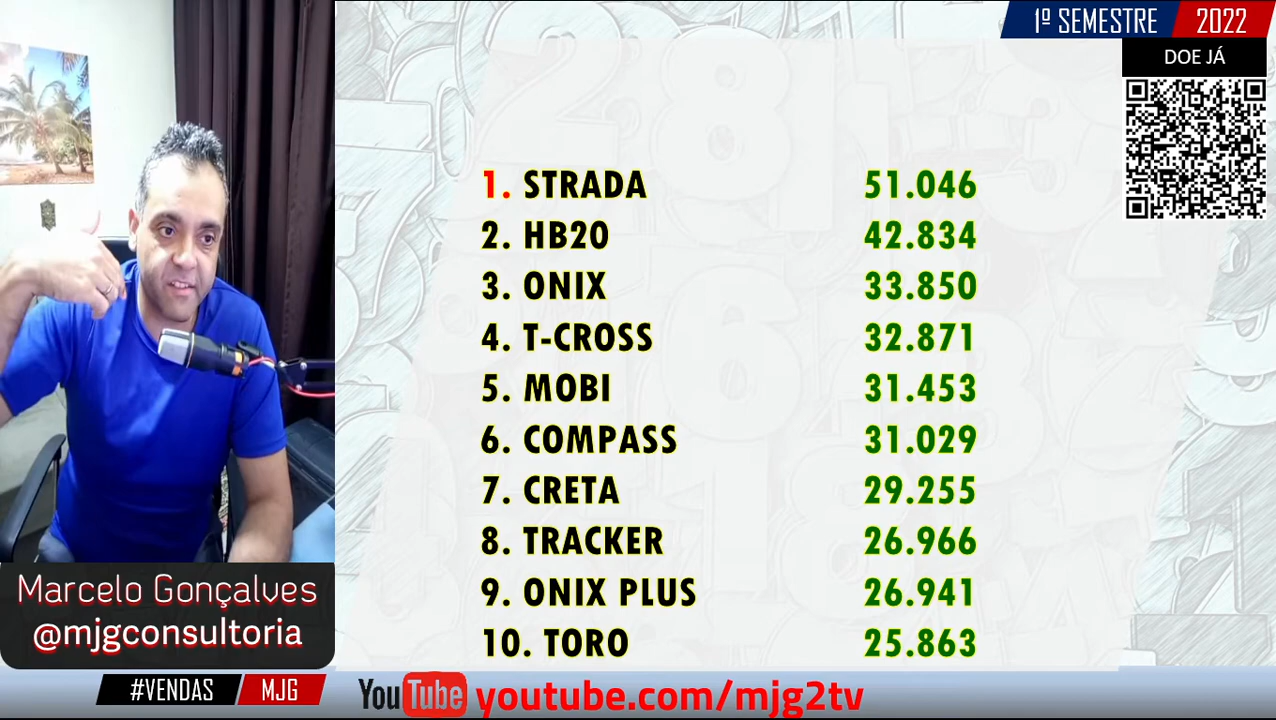 1º SEMESTRE 2022
DOE JÁ
1. STRADA 51.046
2. HB20 42.834
3. ONIX 33.850
4. T-CROSS 32.871
5. MOBI 31.453
6. COMPASS 31.029
7. CRETA 29.255
8. TRACKER 26.966
9. ONIX PLUS 26.941
10. TORO 25.863
Marcelo Gonçalves
@mjgconsultoria
#VENDAS MJG YouTube youtube.com/mjg2tv